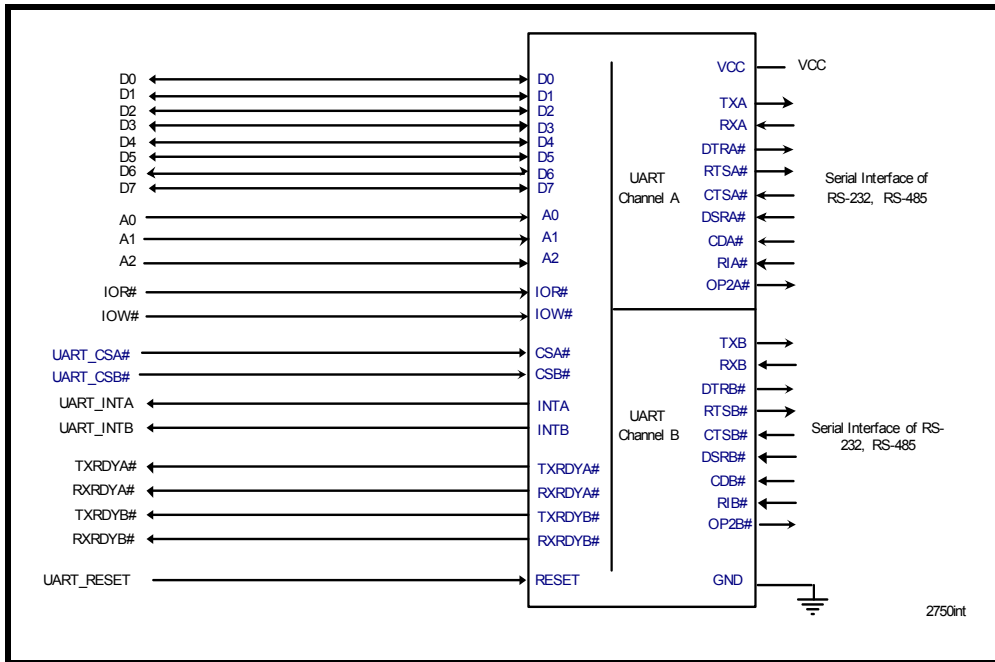 D0
D1
D2
D3
D4
D5
D6
D7
A0
A1
A2
IOR#
IOW#
UART_CSA#
UART_CSB#
UART_INTA
UART_INTB
TXRDYA#
RXRDYA#
TXRDYB#
RXRDYB#
UART_RESET
D0
D1
D2
D3
D4
D5
D6
D7
A0
A1
A2
IOR#
IOW#
CSA#
CSB#
INTA
INTB
TXRDYA#
RXRDYA#
TXRDYB#
RXRDYB#
RESET
UART
Channel A
UART
Channel B
VCC
TXA
RXA
DTRA#
RTSA#
CTSA#
DSRA#
CDA#
RIA#
OP2A#
TXB
RXB
DTRB#
RTSB#
CTSB#
DSRB#
CDB#
RIB#
OP2B#
GND
VCC
Serial Interface of
RS-232, RS-485
Serial Interface of RS-
232, RS-485
2750int